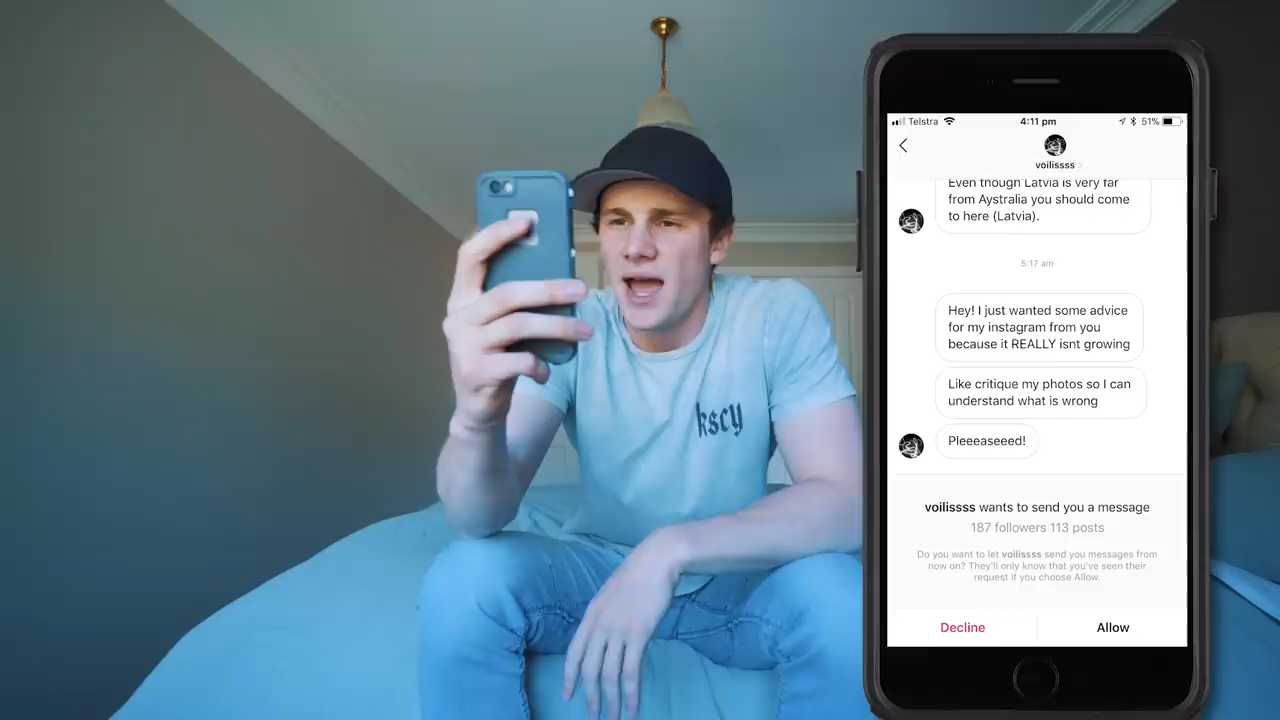 kscy
Telstra
4:11 pm
51%
voilissss
Even though Latvia is very far
from Aystralia you should come
to here (Latvia).
5:17 am
Hey! I just wanted some advice
for my instagram from you
because it REALLY isnt growing
Like critique my photos so I can
understand what is wrong
Pleeeaseeed!
voilissss wants to send you a message
187 followers 113 posts
Do you want to let voilissss send you messages from
now on? They'll only know that you've seen their
request if you choose Allow.
Decline
Allow